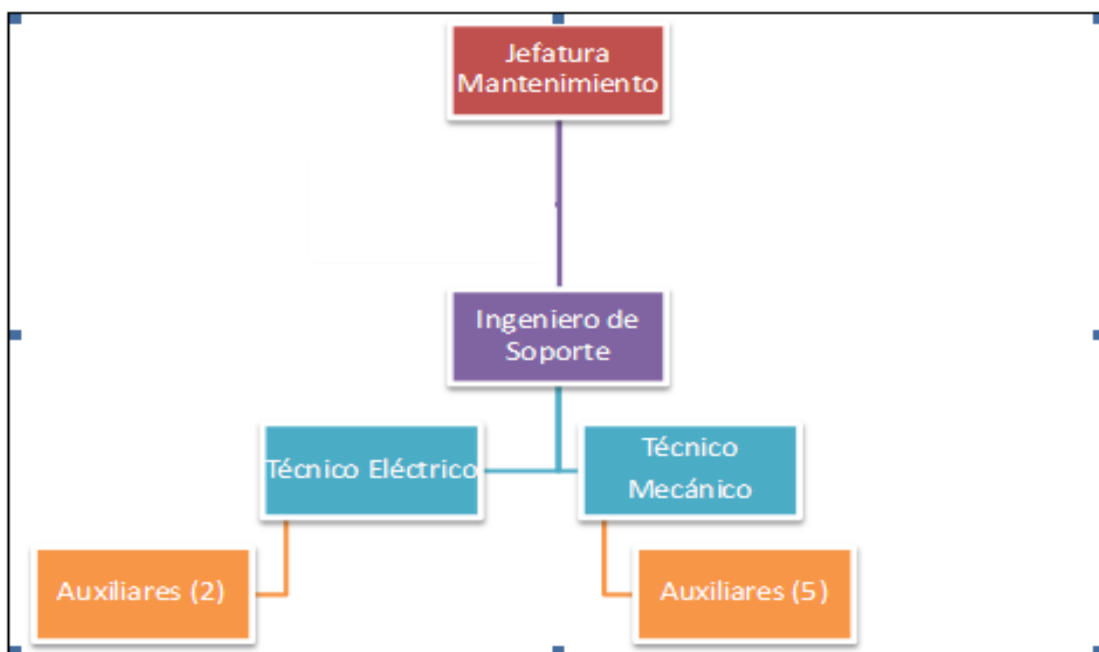 Jefatura
Mantenimiento
Ingeniero de
Soporte
Técnico Eléctrico
Técnico
Mecánico
Auxiliares (2)
Auxiliares (5)